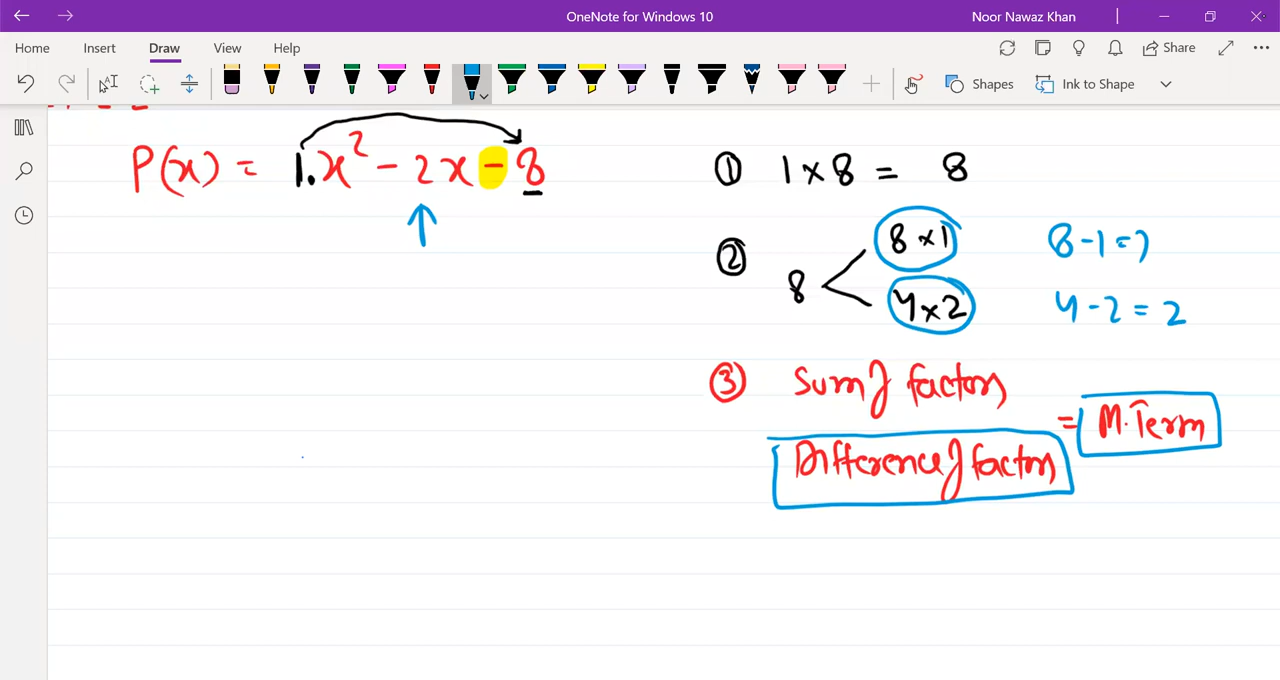 OneNote for Windows 10
Noor Nawaz Khan
Home Insert Draw View Help
Share
Shapes
Ink to Shape
P(x) = 1.x² - 2x - 8
① 1 x 8 = 8
② 8 < 8 x 1 8 - 1 = 7
4 x 2 4 - 2 = 2
③ Sum of factors
Difference of factors = M.Term